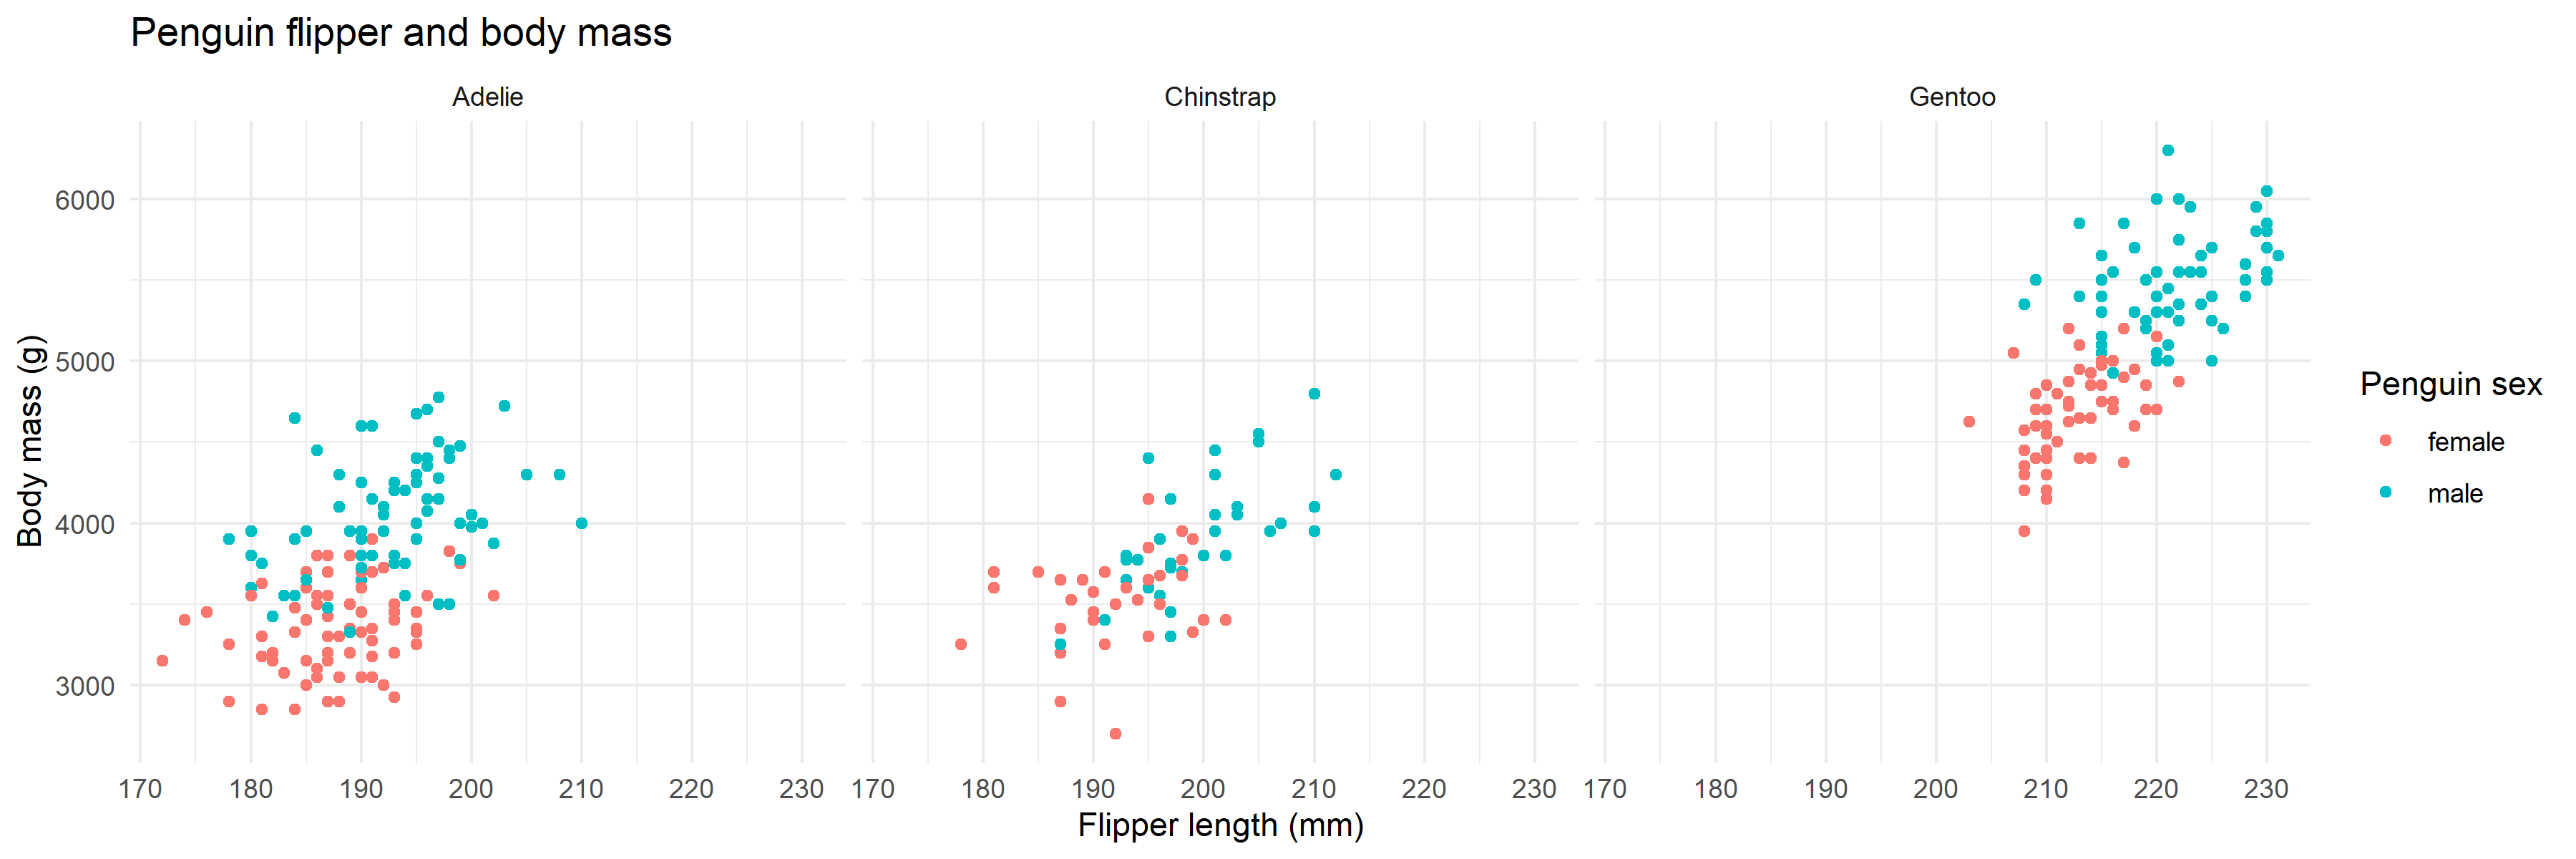 Penguin flipper and body mass
Adelie Chinstrap Gentoo
Body mass (g)
6000
5000
4000
3000
170 180 190 200 210 220 230 170 180 190 200 210 220 230 170 180 190 200 210 220 230
Flipper length (mm)
Penguin sex
female
male